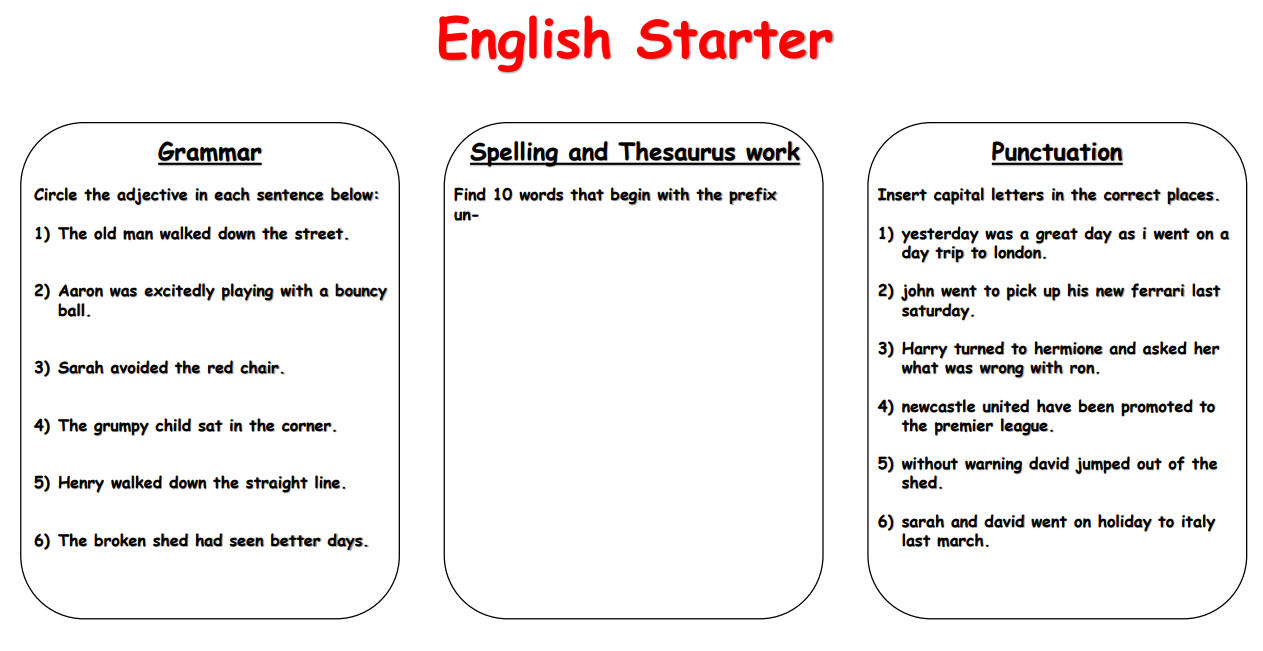 English Starter
Grammar
Circle the adjective in each sentence below:
1) The old man walked down the street.
2) Aaron was excitedly playing with a bouncy
ball.
3) Sarah avoided the red chair.
4) The grumpy child sat in the corner.
5) Henry walked down the straight line.
6) The broken shed had seen better days.
Spelling and Thesaurus work
Find 10 words that begin with the prefix
un-
Punctuation
Insert capital letters in the correct places.
1) yesterday was a great day as i went on a
day trip to london.
2) john went to pick up his new ferrari last
saturday.
3) Harry turned to hermione and asked her
what was wrong with ron.
4) newcastle united have been promoted to
the premier league.
5) without warning david jumped out of the
shed.
6) sarah and david went on holiday to italy
last march.